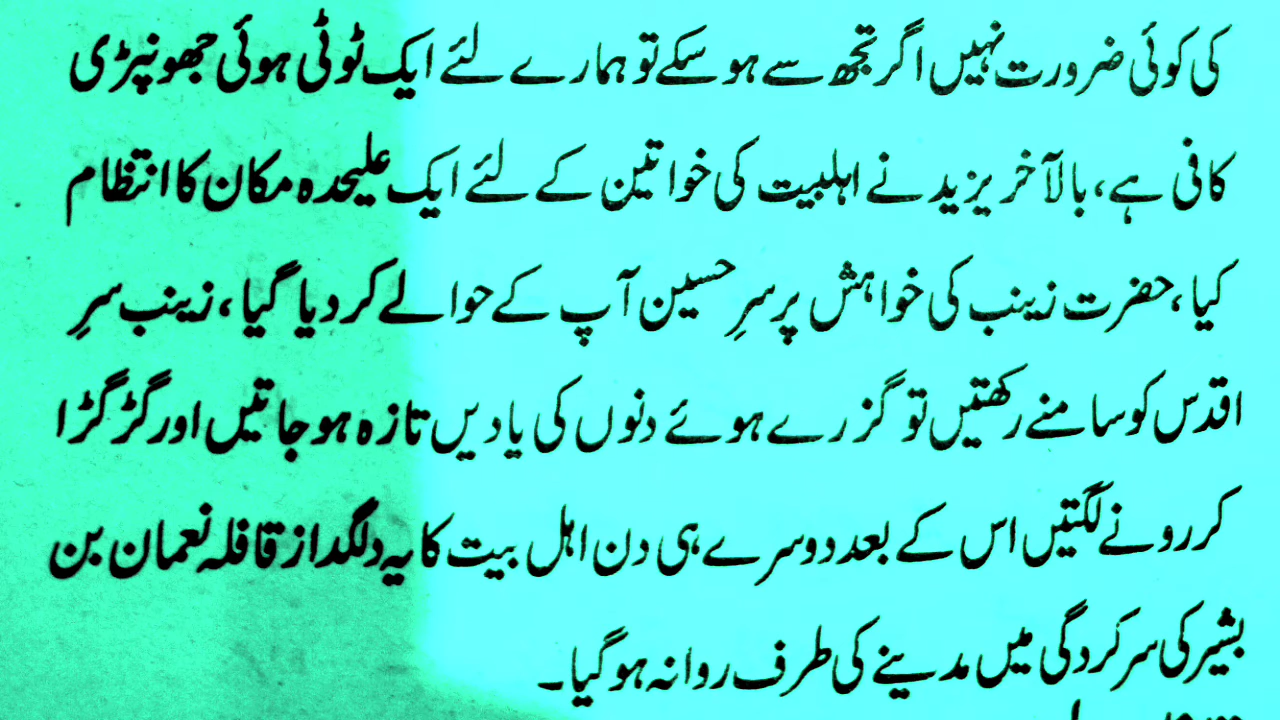 کی کوئی ضرورت نہیں اگر تجھ سے ہو سکے تو ہمارے لئے ایک ٹوٹی ہوئی جھونپڑی
کافی ہے، بالآخر یزید نے اہلبیت کی خواتین کے لئے ایک علیحدہ مکان کا انتظام
کیا، حضرت زینب کی خواہش پر سرِ حسین آپ کے حوالے کر دیا گیا، زینب سرِ
اقدس کو سامنے رکھتیں تو گزرے ہوئے دنوں کی یادیں تازہ ہو جاتیں اور گڑگڑا
کر رونے لگتیں اس کے بعد دوسرے ہی دن اہل بیت کا یہ دلگداز قافلہ نعمان بن
بشیر کی سرکردگی میں مدینے کی طرف روانہ ہو گیا۔